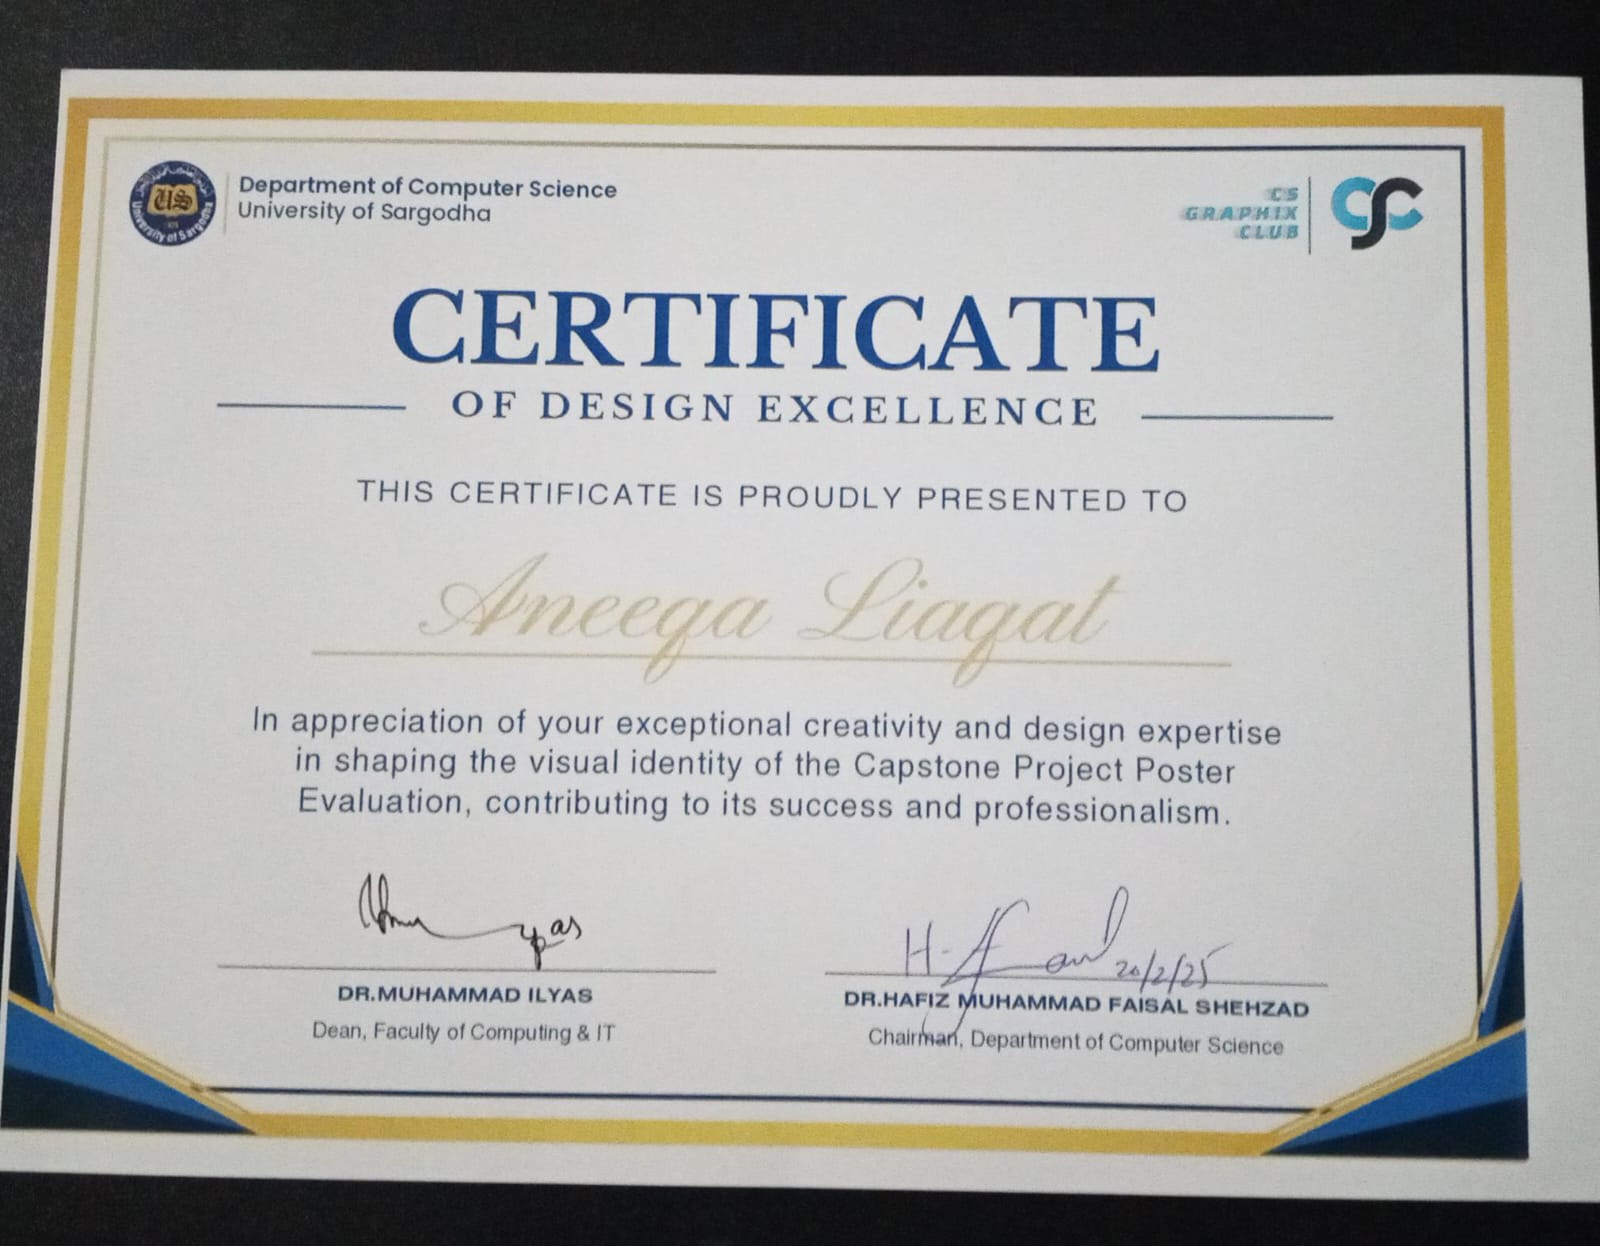 Department of Computer Science
University of Sargodha
US
University of Sargodha
CS
GRAPHIX
CLUB
CERTIFICATE
OF DESIGN EXCELLENCE
THIS CERTIFICATE IS PROUDLY PRESENTED TO
Aneeqa Liaqat
In appreciation of your exceptional creativity and design expertise
in shaping the visual identity of the Capstone Project Poster
Evaluation, contributing to its success and professionalism.
20/2/25
DR.MUHAMMAD ILYAS
Dean, Faculty of Computing & IT
DR.HAFIZ MUHAMMAD FAISAL SHEHZAD
Chairman, Department of Computer Science